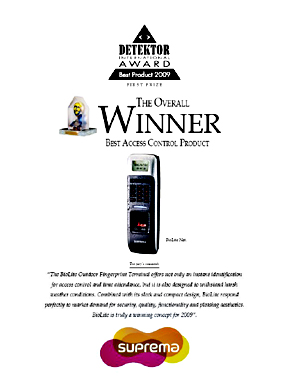 DETEKTOR
INTERNATIONAL
AWARD
Best Product 2009
FIRST PRIZE
THE OVERALL
WINNER
BEST ACCESS CONTROL PRODUCT
BioLite Net
The jury's comments
"The BioLite Outdoor Fingerprint Terminal offers not only an instant identification
for access control and time attendance, but it is also designed to withstand harsh
weather conditions. Combined with its sleek and compact design, BioLite respond
perfectly to market demand for security, quality, functionality and pleasing aesthetics.
BioLite is truly a winning concept for 2009".
suprema